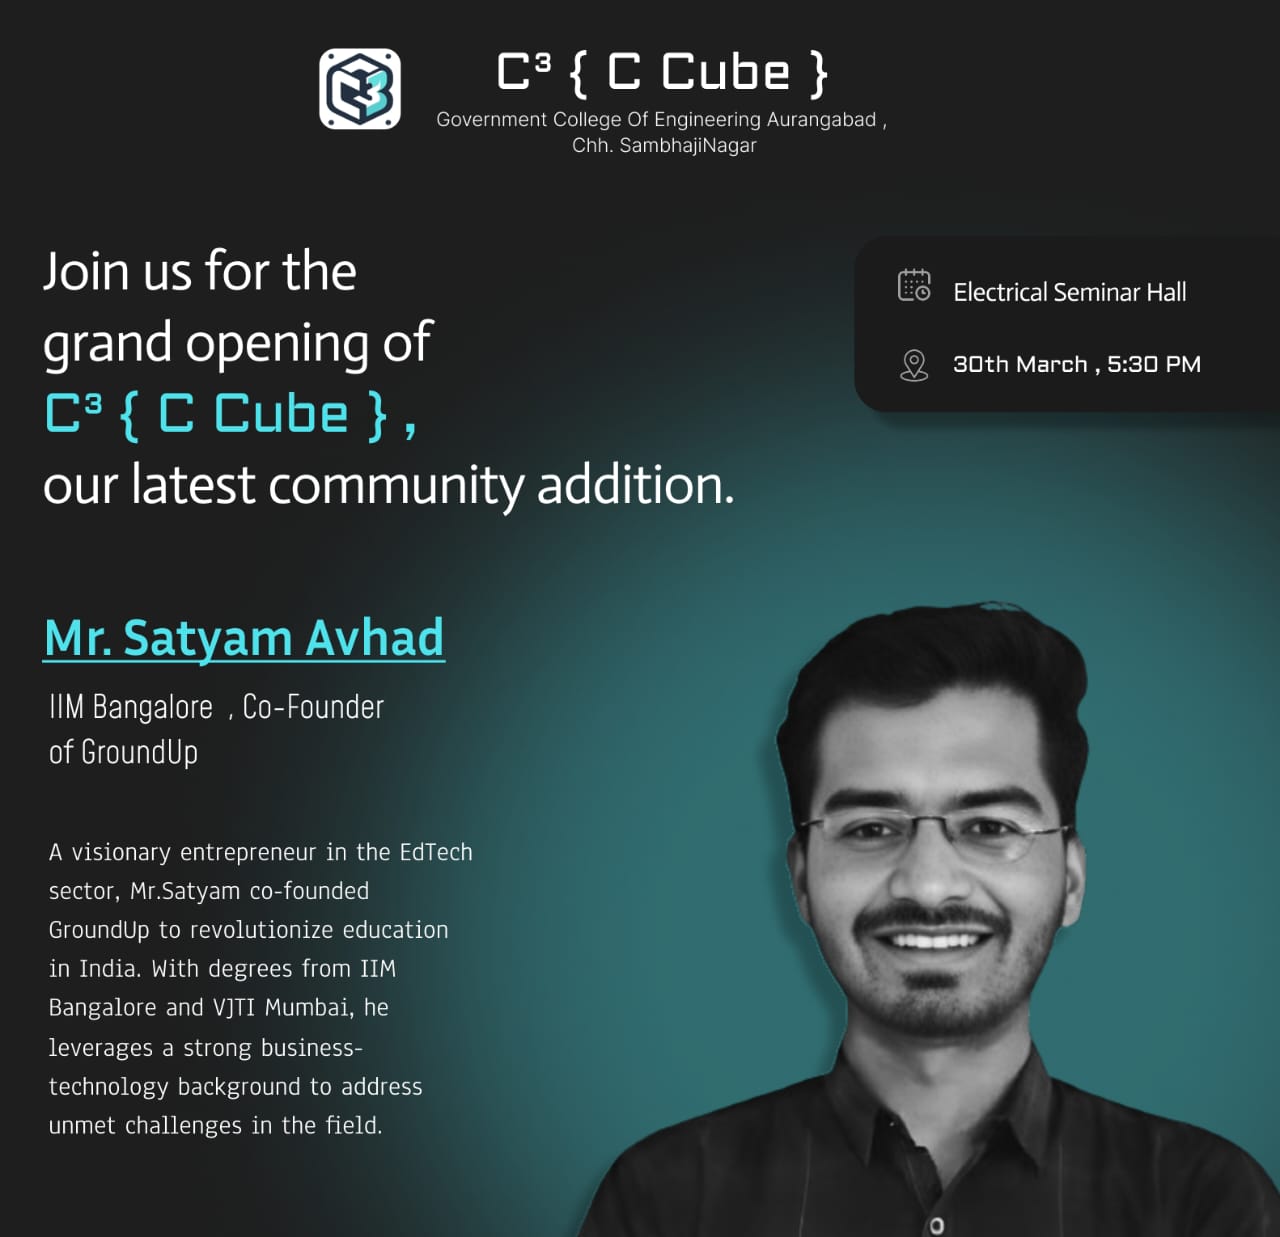 C³ { C Cube }
Government College Of Engineering Aurangabad ,
Chh. SambhajiNagar
Join us for the
grand opening of
C³ { C Cube } ,
our latest community addition.
Electrical Seminar Hall
30th March , 5:30 PM
Mr. Satyam Avhad
IIM Bangalore , Co-Founder
of GroundUp
A visionary entrepreneur in the EdTech
sector, Mr.Satyam co-founded
GroundUp to revolutionize education
in India. With degrees from IIM
Bangalore and VJTI Mumbai, he
leverages a strong business-
technology background to address
unmet challenges in the field.